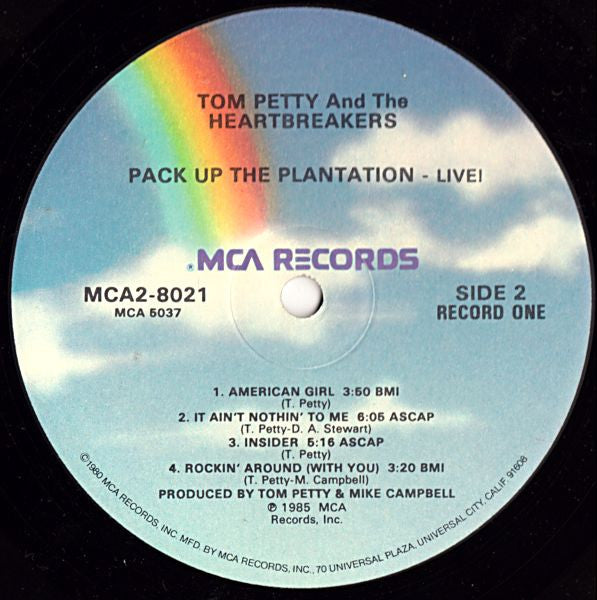 TOM PETTY And The
HEARTBREAKERS
PACK UP THE PLANTATION - LIVE!
® MCA RECORDS
MCA2-8021
MCA 5037
SIDE 2
RECORD ONE
1. AMERICAN GIRL 3:50 BMI
(T. Petty)
2. IT AIN'T NOTHIN' TO ME 6:05 ASCAP
(T. Petty-D. A. Stewart)
3. INSIDER 5:16 ASCAP
(T. Petty)
4. ROCKIN' AROUND (WITH YOU) 3:20 BMI
(T. Petty-M. Campbell)
PRODUCED BY TOM PETTY & MIKE CAMPBELL
℗ 1985 MCA
Records, Inc.
©1980 MCA RECORDS, INC. MFD. BY MCA RECORDS, INC., 70 UNIVERSAL PLAZA, UNIVERSAL CITY, CALIF. 91608